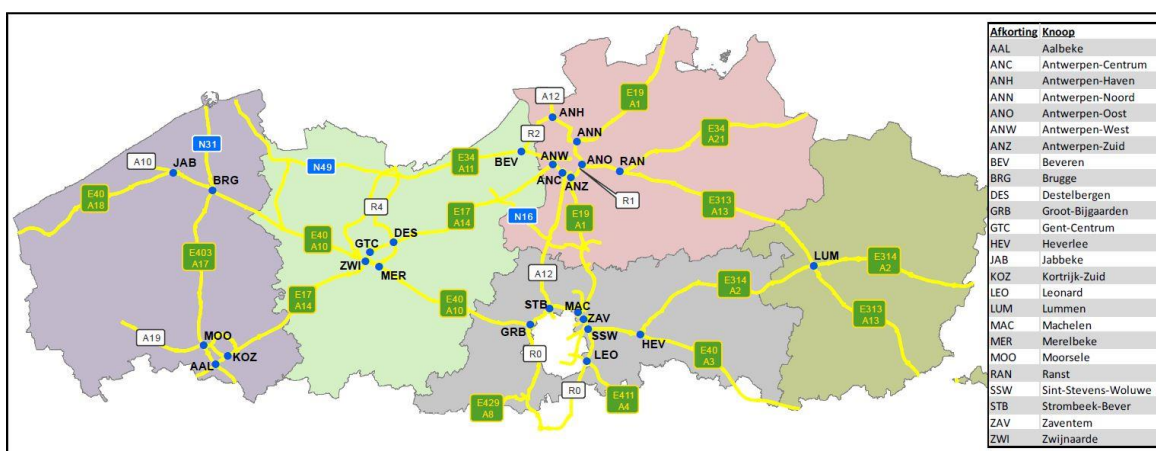 A12
E19
A1
ANH
R2
ANN
E34
A21
N31
A10
JAB
N49
E34
A11
BEV
ANW
ANO
RAN
BRG
ANC
ANZ
E40
A18
R4
R1
E313
A13
E17
A14
N16
E19
A1
E40
A10
GTC
DES
E403
A17
ZWI
MER
A12
E314
A2
LUM
E314
A2
E17
A14
E40
A10
STB
MAC
ZAV
E313
A13
A19
MOO
GRB
SSW
HEV
KOZ
AAL
R0
LEO
E40
A3
R0
E429
A8
E411
A4
Afkorting Knoop
AAL Aalbeke
ANC Antwerpen-Centrum
ANH Antwerpen-Haven
ANN Antwerpen-Noord
ANO Antwerpen-Oost
ANW Antwerpen-West
ANZ Antwerpen-Zuid
BEV Beveren
BRG Brugge
DES Destelbergen
GRB Groot-Bijgaarden
GTC Gent-Centrum
HEV Heverlee
JAB Jabbeke
KOZ Kortrijk-Zuid
LEO Leonard
LUM Lummen
MAC Machelen
MER Merelbeke
MOO Moorsele
RAN Ranst
SSW Sint-Stevens-Woluwe
STB Strombeek-Bever
ZAV Zaventem
ZWI Zwijnaarde